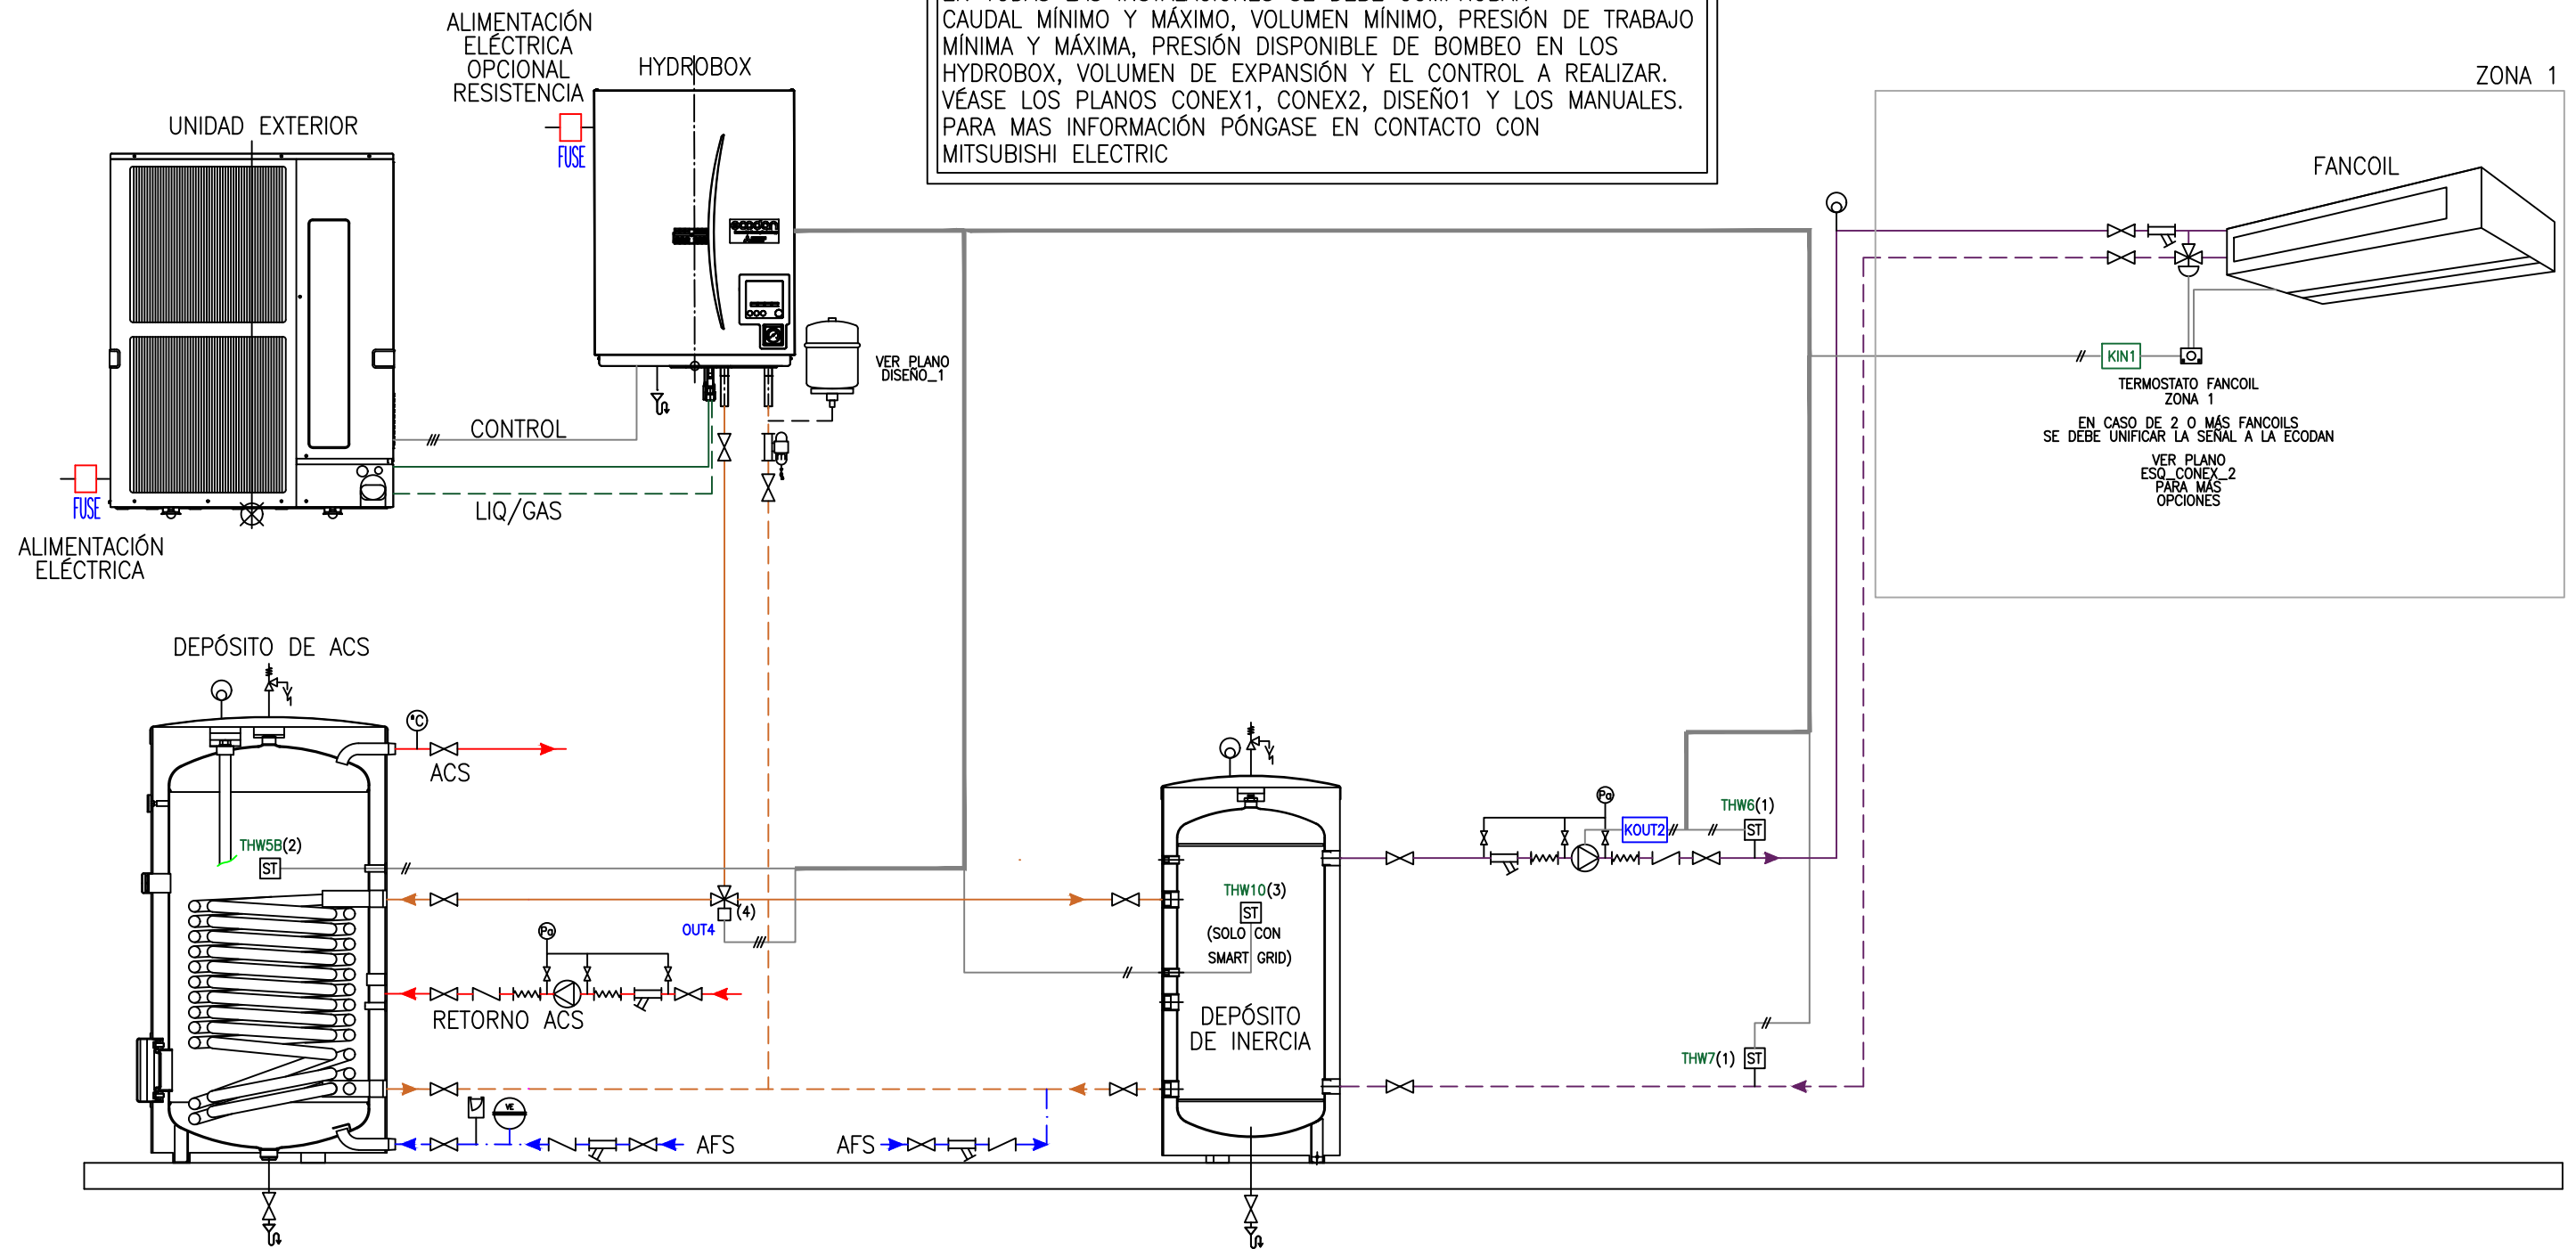 CAUDAL MÍNIMO Y MÁXIMO, VOLUMEN MÍNIMO, PRESIÓN DE TRABAJO
MÍNIMA Y MÁXIMA, PRESIÓN DISPONIBLE DE BOMBEO EN LOS
HYDROBOX, VOLUMEN DE EXPANSIÓN Y EL CONTROL A REALIZAR.
VÉASE LOS PLANOS CONEX1, CONEX2, DISEÑO1 Y LOS MANUALES.
PARA MAS INFORMACIÓN PÓNGASE EN CONTACTO CON
MITSUBISHI ELECTRIC
ALIMENTACIÓN
ELÉCTRICA
OPCIONAL
RESISTENCIA
FUSE
HYDROBOX
ecodan
UNIDAD EXTERIOR
FUSE
ALIMENTACIÓN
ELÉCTRICA
CONTROL
LIQ/GAS
VER PLANO
DISEÑO_1
ZONA 1
FANCOIL
KIN1
TERMOSTATO FANCOIL
ZONA 1
EN CASO DE 2 O MÁS FANCOILS
SE DEBE UNIFICAR LA SEÑAL A LA ECODAN
VER PLANO
ESQ_CONEX_2
PARA MÁS
OPCIONES
DEPÓSITO DE ACS
°C
ACS
THW5B(2)
ST
(4)
OUT4
Pa
RETORNO ACS
VE
AFS
AFS
THW10(3)
ST
(SOLO CON
SMART GRID)
DEPÓSITO
DE INERCIA
Pa
KOUT2
THW6(1)
ST
THW7(1)
ST